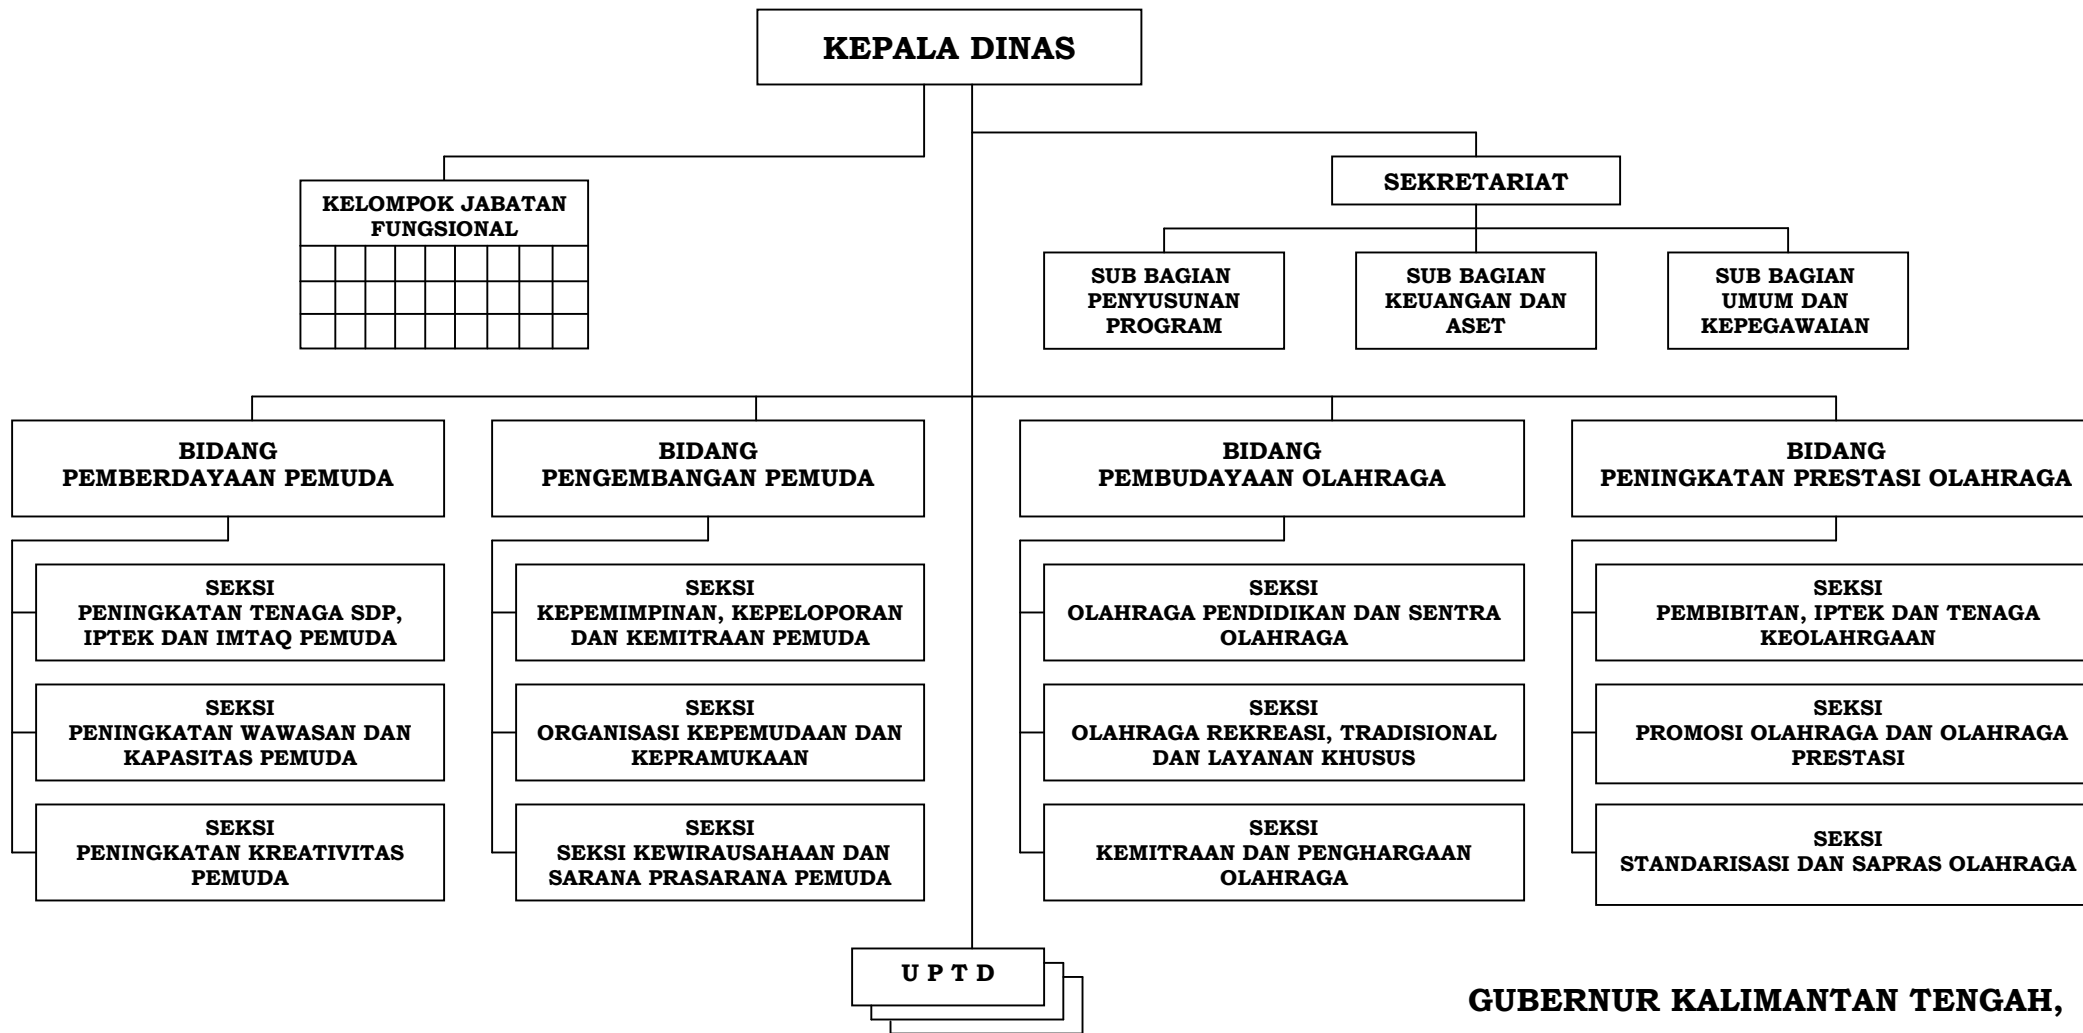 KEPALA DINAS
KELOMPOK JABATAN
FUNGSIONAL
SEKRETARIAT
SUB BAGIAN
PENYUSUNAN
PROGRAM
SUB BAGIAN
KEUANGAN DAN
ASET
SUB BAGIAN
UMUM DAN
KEPEGAWAIAN
BIDANG
PEMBERDAYAAN PEMUDA
BIDANG
PENGEMBANGAN PEMUDA
BIDANG
PEMBUDAYAAN OLAHRAGA
BIDANG
PENINGKATAN PRESTASI OLAHRAGA
SEKSI
PENINGKATAN TENAGA SDP,
IPTEK DAN IMTAQ PEMUDA
SEKSI
KEPEMIMPINAN, KEPELOPORAN
DAN KEMITRAAN PEMUDA
SEKSI
OLAHRAGA PENDIDIKAN DAN SENTRA
OLAHRAGA
SEKSI
PEMBIBITAN, IPTEK DAN TENAGA
KEOLAHRGAAN
SEKSI
PENINGKATAN WAWASAN DAN
KAPASITAS PEMUDA
SEKSI
ORGANISASI KEPEMUDAAN DAN
KEPRAMUKAAN
SEKSI
OLAHRAGA REKREASI, TRADISIONAL
DAN LAYANAN KHUSUS
SEKSI
PROMOSI OLAHRAGA DAN OLAHRAGA
PRESTASI
SEKSI
PENINGKATAN KREATIVITAS
PEMUDA
SEKSI
SEKSI KEWIRAUSAHAAN DAN
SARANA PRASARANA PEMUDA
SEKSI
KEMITRAAN DAN PENGHARGAAN
OLAHRAGA
SEKSI
STANDARISASI DAN SAPRAS OLAHRAGA
U P T D
GUBERNUR KALIMANTAN TENGAH,